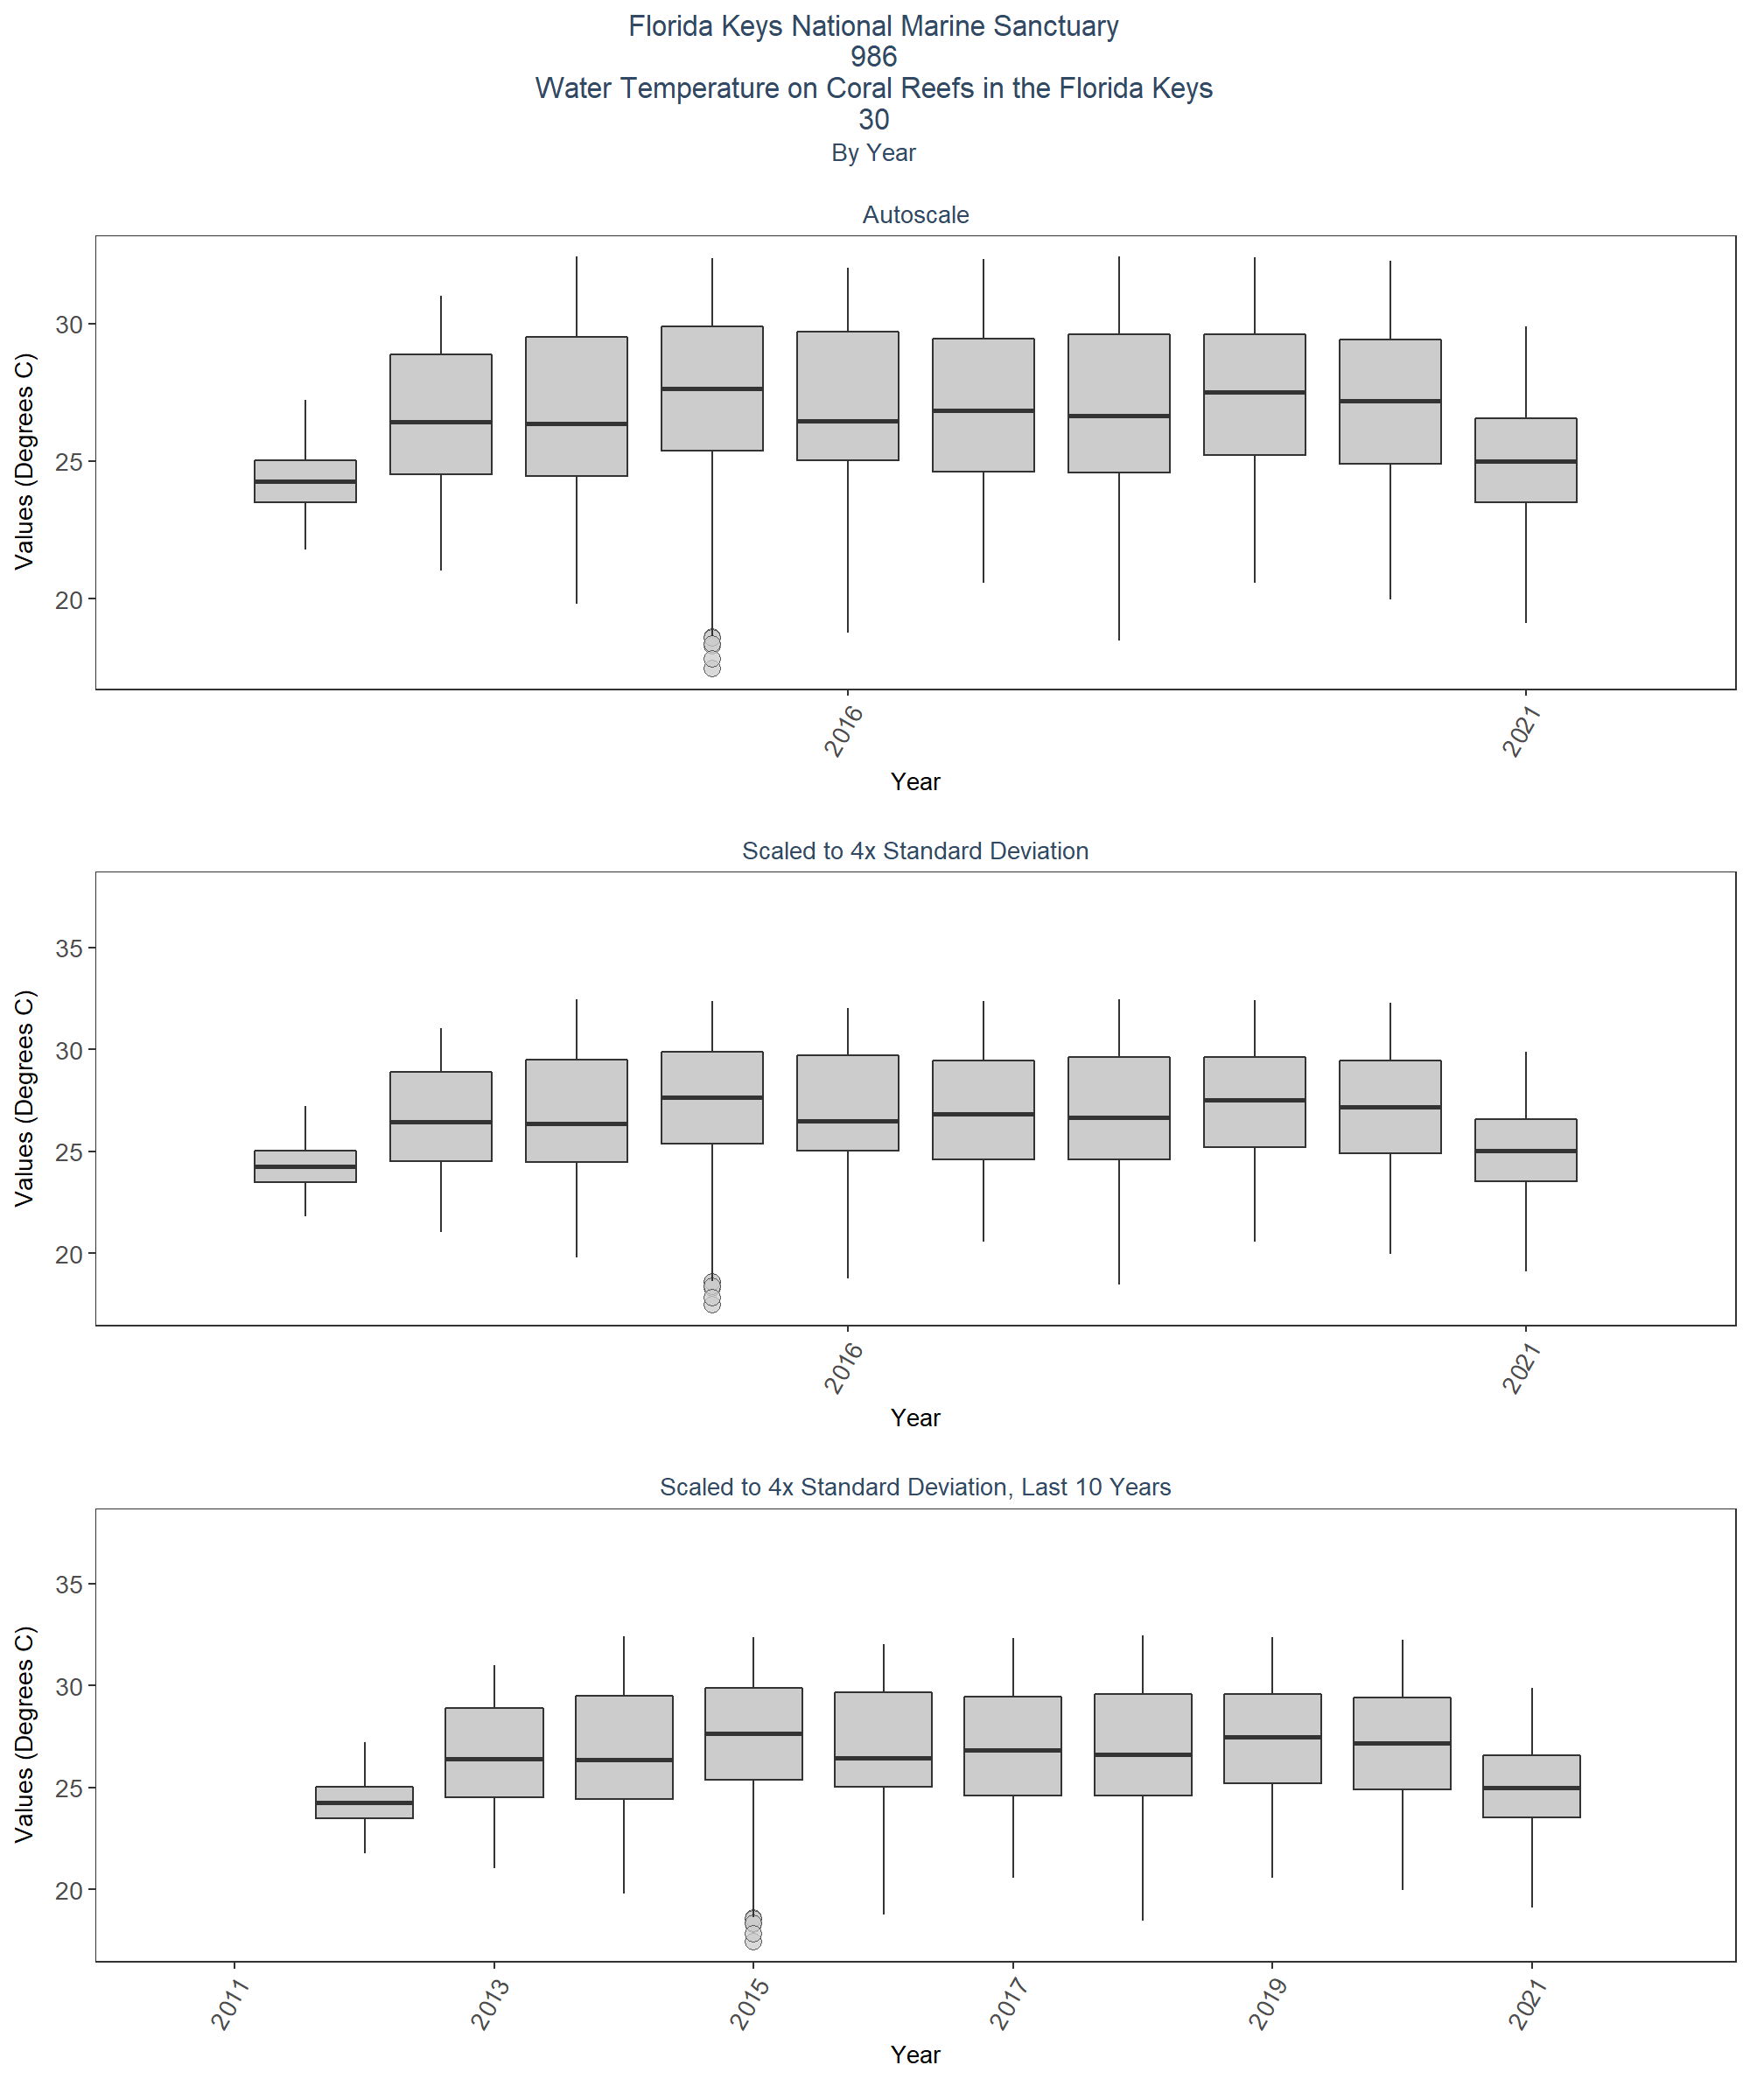 Florida Keys National Marine Sanctuary
986
Water Temperature on Coral Reefs in the Florida Keys
30
By Year
Autoscale
Values (Degrees C)
30
25
20
2016
2021
Year
Scaled to 4x Standard Deviation
Values (Degrees C)
35
30
25
20
2016
2021
Year
Scaled to 4x Standard Deviation, Last 10 Years
Values (Degrees C)
35
30
25
20
2011
2013
2015
2017
2019
2021
Year